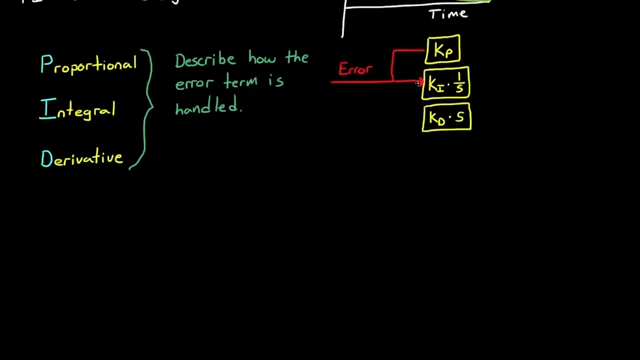 Time
Proportional
Integral
Derivative
Describe how the
error term is
handled.
Error
Kp
KI · 1/s
KD · s